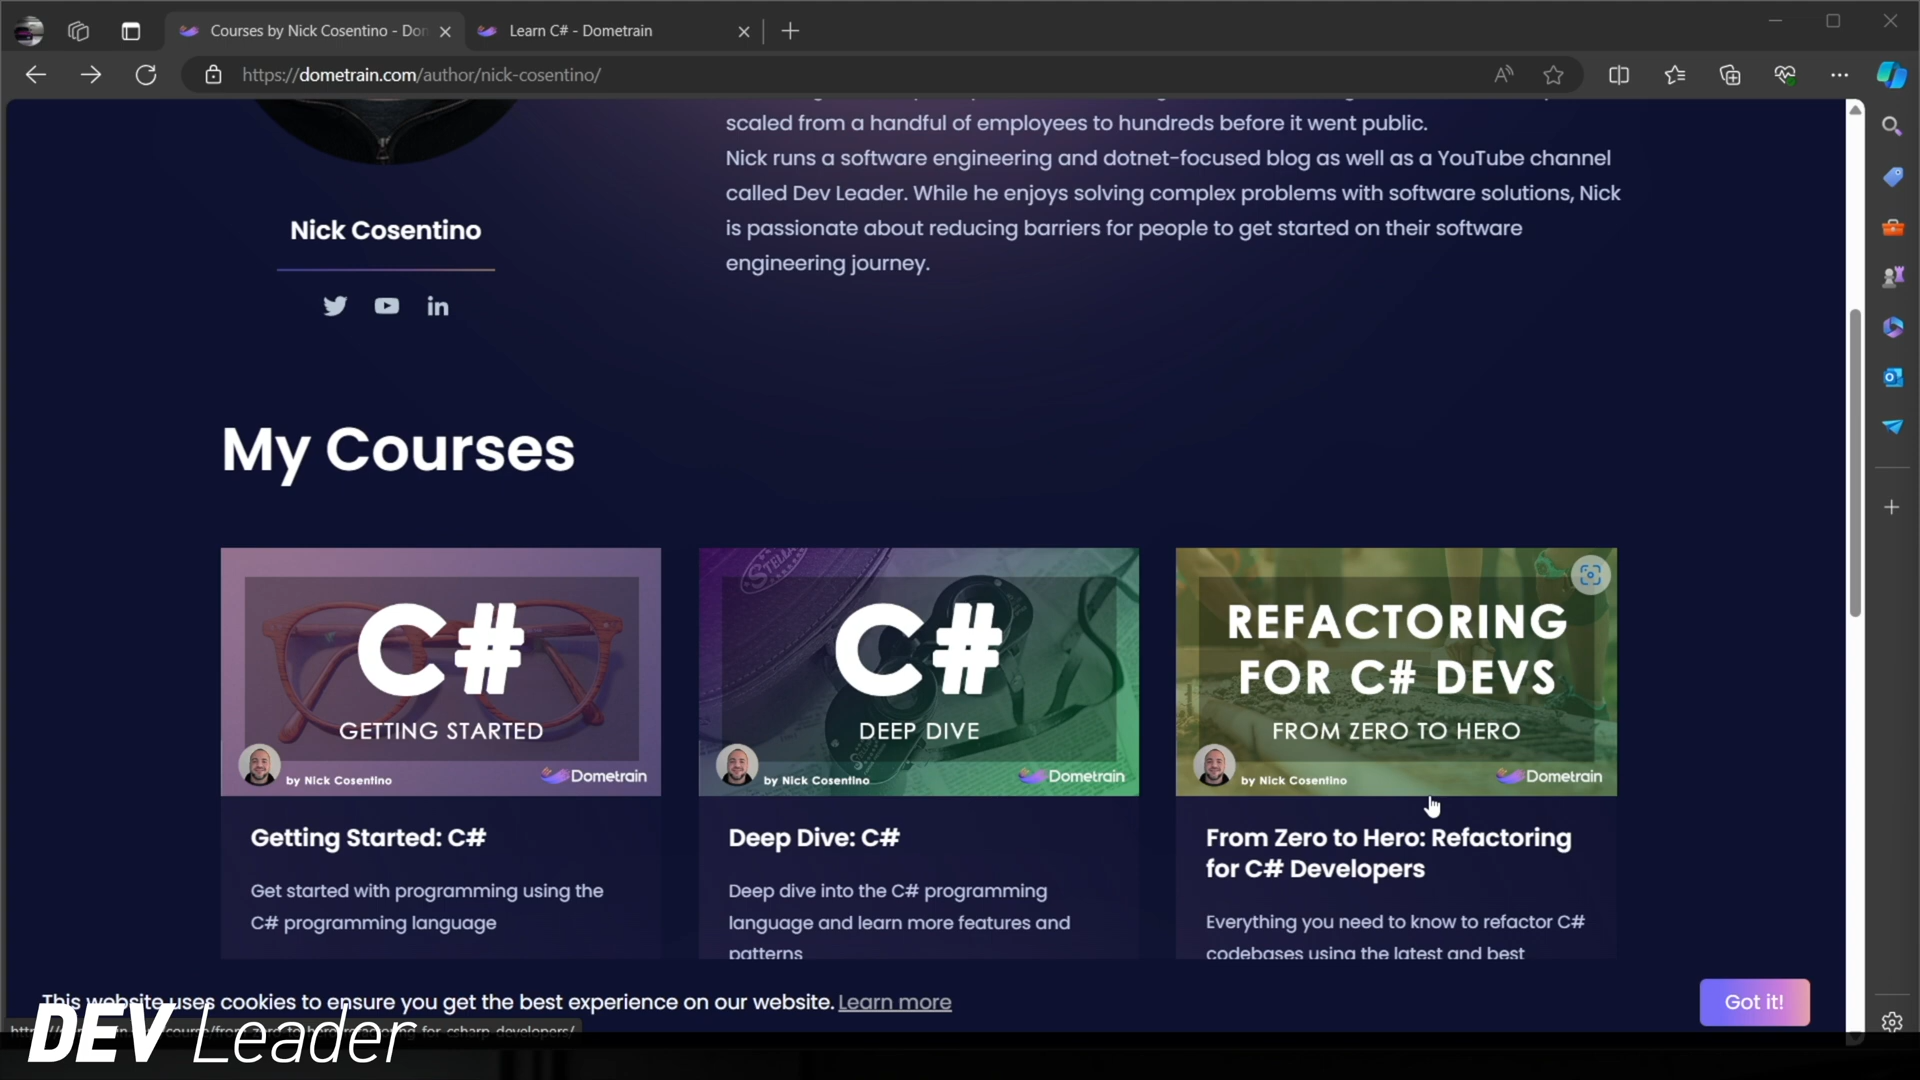 Courses by Nick Cosentino - Don
Learn C# - Dometrain
https://dometrain.com/author/nick-cosentino/
scaled from a handful of employees to hundreds before it went public.
Nick runs a software engineering and dotnet-focused blog as well as a YouTube channel
called Dev Leader. While he enjoys solving complex problems with software solutions, Nick
is passionate about reducing barriers for people to get started on their software
engineering journey.
Nick Cosentino
My Courses
C#
GETTING STARTED
by Nick Cosentino
Dometrain
C#
DEEP DIVE
by Nick Cosentino
Dometrain
REFACTORING
FOR C# DEVS
FROM ZERO TO HERO
by Nick Cosentino
Dometrain
Getting Started: C#
Get started with programming using the
C# programming language
Deep Dive: C#
Deep dive into the C# programming
language and learn more features and
patterns
From Zero to Hero: Refactoring
for C# Developers
Everything you need to know to refactor C#
codebases using the latest and best
This website uses cookies to ensure you get the best experience on our website. Learn more
Got it!
DEV Leader